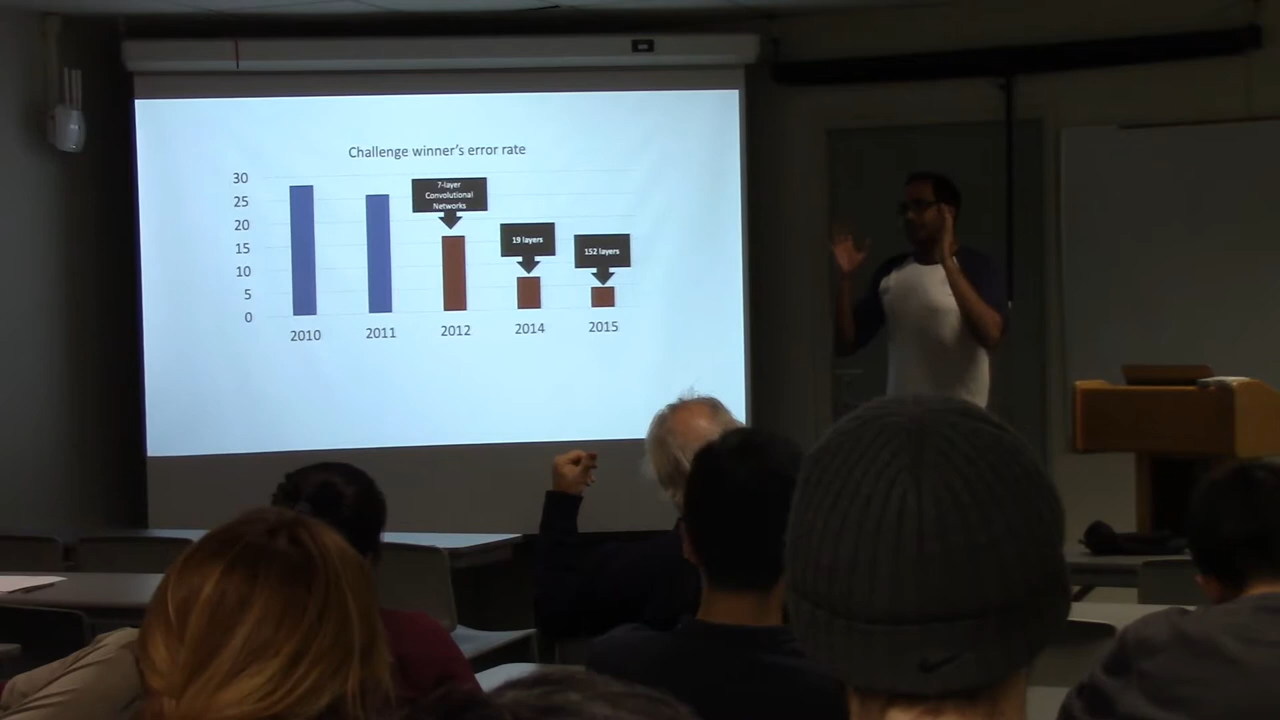 Challenge winner's error rate
30
25
20
15
10
5
0
7-layer
Convolutional
Networks
19 layers
152 layers
2010
2011
2012
2014
2015